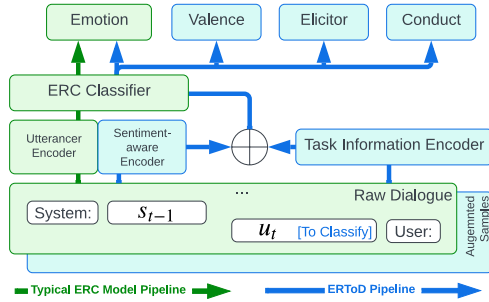 Emotion
Valence
Elicitor
Conduct
ERC Classifier
Utterancer
Encoder
Sentiment-
aware
Encoder
Task Information Encoder
...
Raw Dialogue
System:
s_{t−1}
u_t [To Classify]
User:
Augemnted
Samples
Typical ERC Model Pipeline
ERToD Pipeline